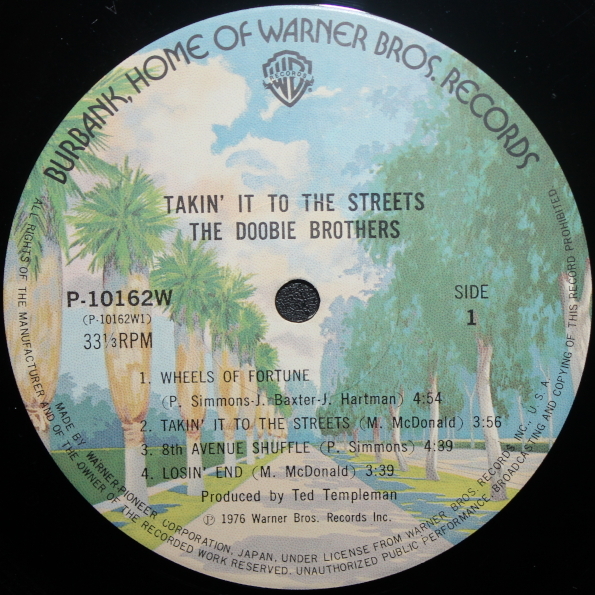 BURBANK, HOME OF WARNER BROS. RECORDS
WB
RECORDS
TAKIN' IT TO THE STREETS
THE DOOBIE BROTHERS
P-10162W
(P-10162W1)
33⅓RPM
SIDE
1
1. WHEELS OF FORTUNE
(P. Simmons-J. Baxter-J. Hartman) 4:54
2. TAKIN' IT TO THE STREETS (M. McDonald) 3:56
3. 8th AVENUE SHUFFLE (P. Simmons) 4:39
4. LOSIN' END (M. McDonald) 3:39
Produced by Ted Templeman
Ⓟ 1976 Warner Bros. Records Inc.
MADE BY WARNER-PIONEER CORPORATION, JAPAN, UNDER LICENSE FROM WARNER BROS. RECORDS INC., U.S.A.
ALL RIGHTS OF THE MANUFACTURER AND OF THE OWNER OF THE RECORDED WORK RESERVED. UNAUTHORIZED PUBLIC PERFORMANCE, BROADCASTING AND COPYING OF THIS RECORD PROHIBITED